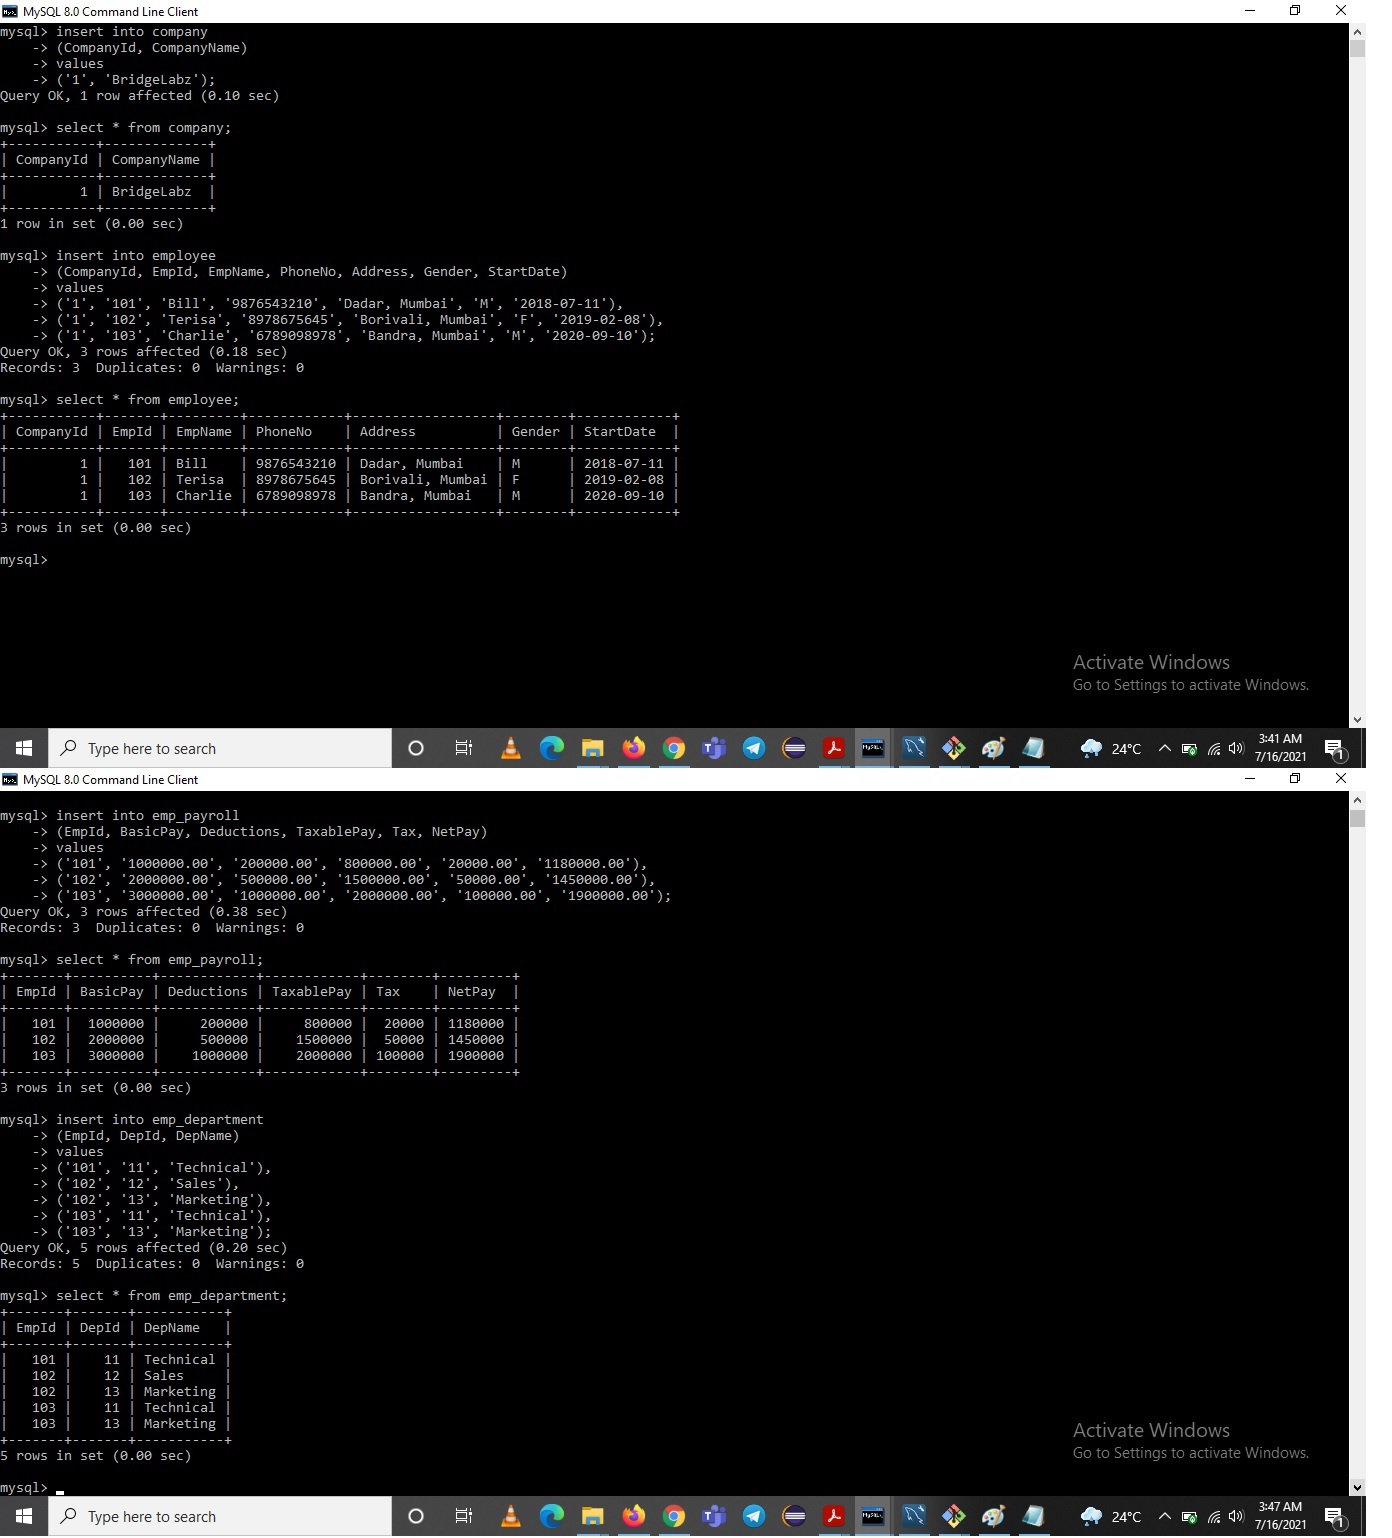 MySQL 8.0 Command Line Client
mysql> insert into company
    -> (CompanyId, CompanyName)
    -> values
    -> ('1', 'BridgeLabz');
Query OK, 1 row affected (0.10 sec)
mysql> select * from company;
+-----------+-------------+
| CompanyId | CompanyName |
+-----------+-------------+
|         1 | BridgeLabz  |
+-----------+-------------+
1 row in set (0.00 sec)
mysql> insert into employee
    -> (CompanyId, EmpId, EmpName, PhoneNo, Address, Gender, StartDate)
    -> values
    -> ('1', '101', 'Bill', '9876543210', 'Dadar, Mumbai', 'M', '2018-07-11'),
    -> ('1', '102', 'Terisa', '8978675645', 'Borivali, Mumbai', 'F', '2019-02-08'),
    -> ('1', '103', 'Charlie', '6789098978', 'Bandra, Mumbai', 'M', '2020-09-10');
Query OK, 3 rows affected (0.18 sec)
Records: 3  Duplicates: 0  Warnings: 0
mysql> select * from employee;
+-----------+-------+---------+------------+------------------+--------+------------+
| CompanyId | EmpId | EmpName | PhoneNo    | Address          | Gender | StartDate  |
+-----------+-------+---------+------------+------------------+--------+------------+
|         1 |   101 | Bill    | 9876543210 | Dadar, Mumbai    | M      | 2018-07-11 |
|         1 |   102 | Terisa  | 8978675645 | Borivali, Mumbai | F      | 2019-02-08 |
|         1 |   103 | Charlie | 6789098978 | Bandra, Mumbai   | M      | 2020-09-10 |
+-----------+-------+---------+------------+------------------+--------+------------+
3 rows in set (0.00 sec)
mysql>
Activate Windows
Go to Settings to activate Windows.
Type here to search
24°C
3:41 AM
7/16/2021
1
MySQL 8.0 Command Line Client
mysql> insert into emp_payroll
    -> (EmpId, BasicPay, Deductions, TaxablePay, Tax, NetPay)
    -> values
    -> ('101', '1000000.00', '200000.00', '800000.00', '20000.00', '1180000.00'),
    -> ('102', '2000000.00', '500000.00', '1500000.00', '50000.00', '1450000.00'),
    -> ('103', '3000000.00', '1000000.00', '2000000.00', '100000.00', '1900000.00');
Query OK, 3 rows affected (0.38 sec)
Records: 3  Duplicates: 0  Warnings: 0
mysql> select * from emp_payroll;
+-------+----------+------------+------------+--------+---------+
| EmpId | BasicPay | Deductions | TaxablePay | Tax    | NetPay  |
+-------+----------+------------+------------+--------+---------+
|   101 |  1000000 |     200000 |     800000 |  20000 | 1180000 |
|   102 |  2000000 |     500000 |    1500000 |  50000 | 1450000 |
|   103 |  3000000 |    1000000 |    2000000 | 100000 | 1900000 |
+-------+----------+------------+------------+--------+---------+
3 rows in set (0.00 sec)
mysql> insert into emp_department
    -> (EmpId, DepId, DepName)
    -> values
    -> ('101', '11', 'Technical'),
    -> ('102', '12', 'Sales'),
    -> ('102', '13', 'Marketing'),
    -> ('103', '11', 'Technical'),
    -> ('103', '13', 'Marketing');
Query OK, 5 rows affected (0.20 sec)
Records: 5  Duplicates: 0  Warnings: 0
mysql> select * from emp_department;
+-------+-------+-----------+
| EmpId | DepId | DepName   |
+-------+-------+-----------+
|   101 |    11 | Technical |
|   102 |    12 | Sales     |
|   102 |    13 | Marketing |
|   103 |    11 | Technical |
|   103 |    13 | Marketing |
+-------+-------+-----------+
5 rows in set (0.00 sec)
mysql> _
Activate Windows
Go to Settings to activate Windows.
Type here to search
24°C
3:47 AM
7/16/2021
1